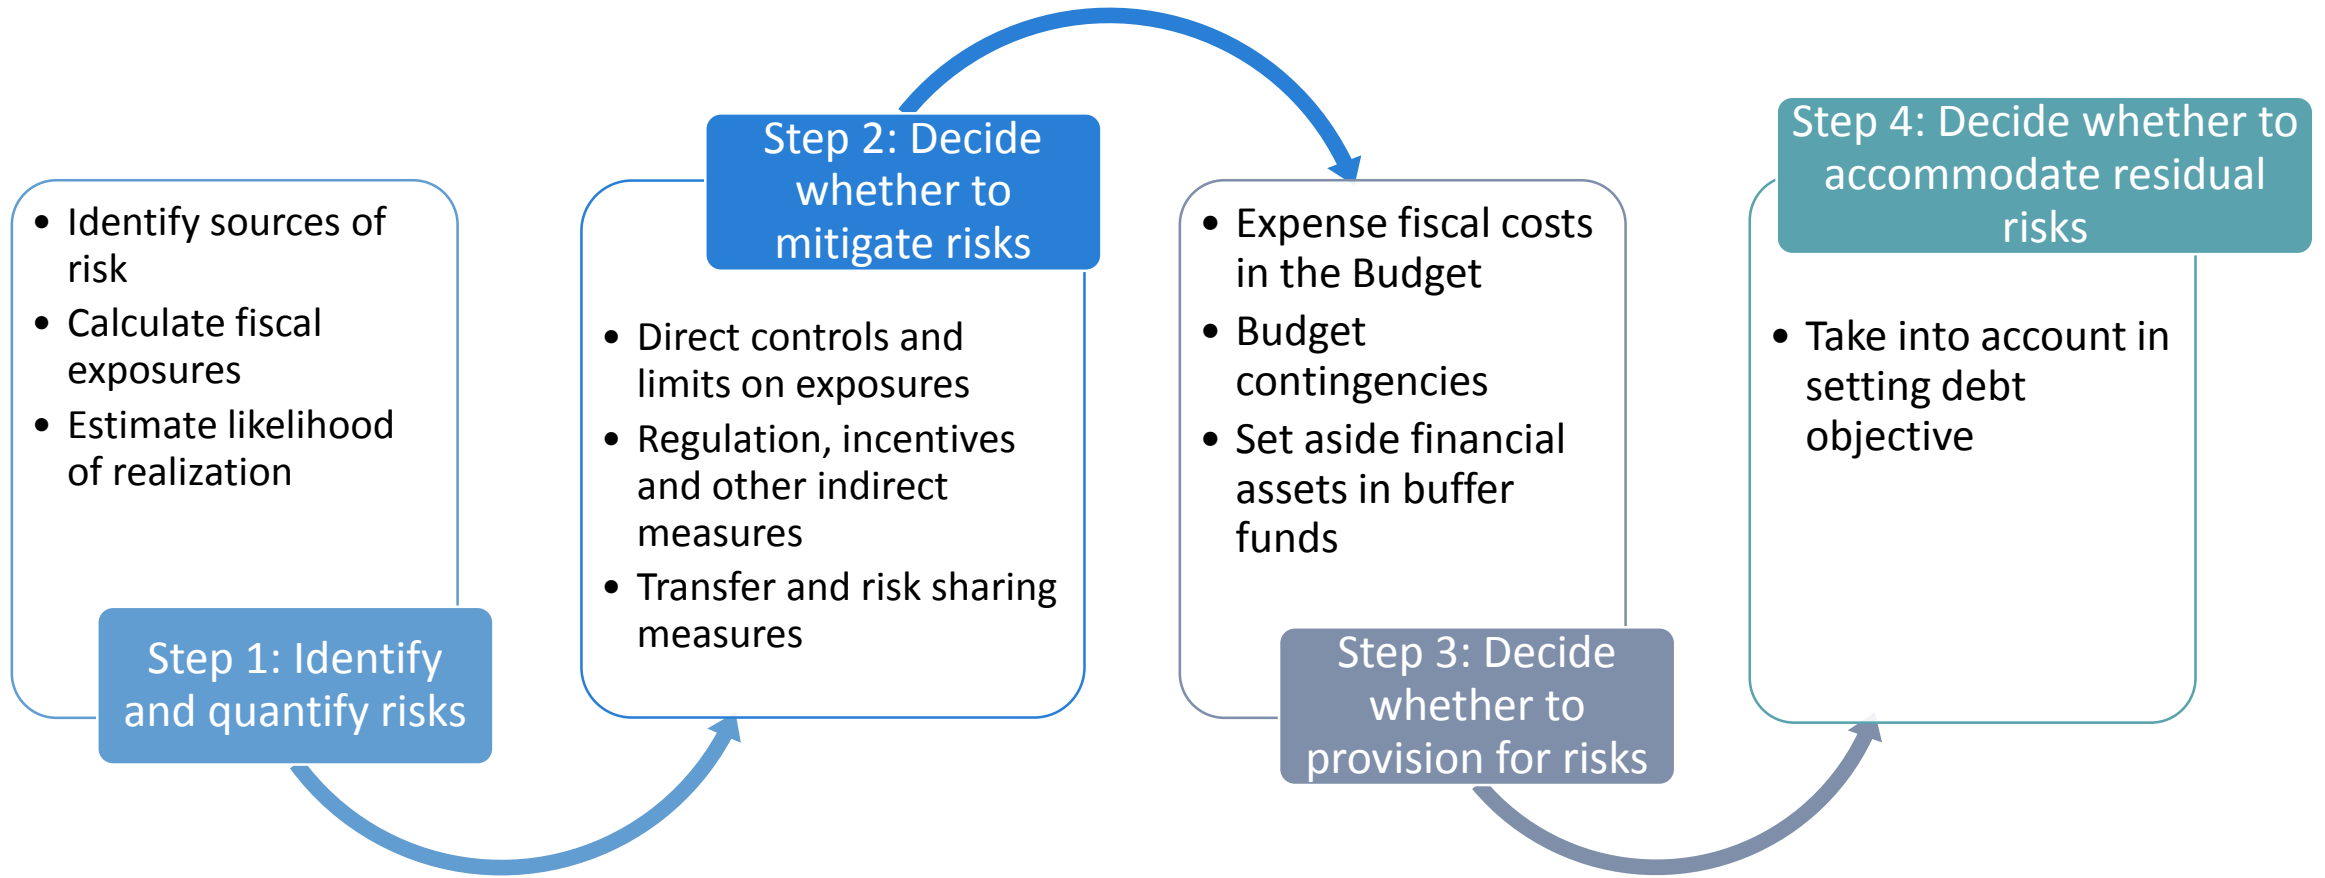 • Identify sources of
risk
• Calculate fiscal
exposures
• Estimate likelihood
of realization
Step 1: Identify
and quantify risks
Step 2: Decide
whether to
mitigate risks
• Direct controls and
limits on exposures
• Regulation, incentives
and other indirect
measures
• Transfer and risk sharing
measures
• Expense fiscal costs
in the Budget
• Budget
contingencies
• Set aside financial
assets in buffer
funds
Step 3: Decide
whether to
provision for risks
Step 4: Decide whether to
accommodate residual
risks
• Take into account in
setting debt
objective